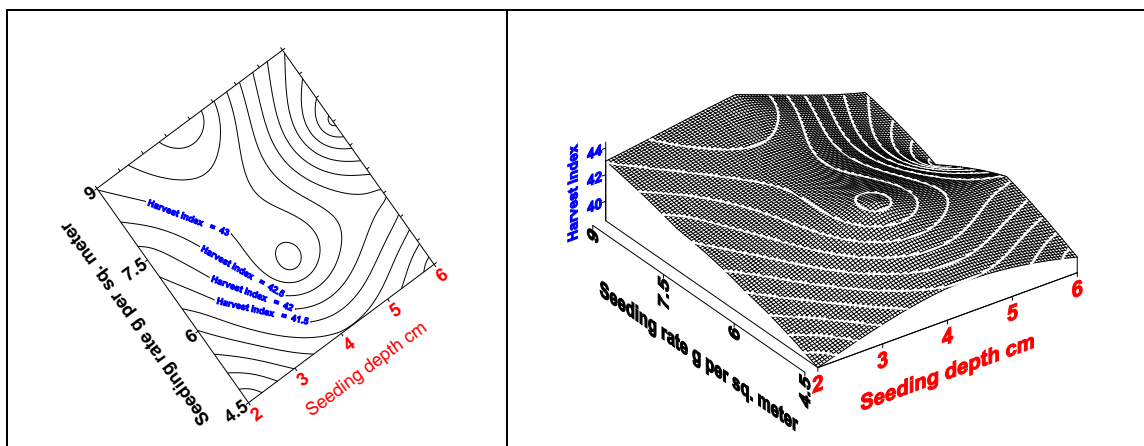 9
7.5
6
4.5
Seeding rate g per sq. meter
Harvest Index = 43
Harvest Index = 42.5
Harvest Index = 42
Harvest Index = 41.5
2
3
4
5
6
Seeding depth cm
44
42
40
Harvest Index
9
7.5
6
4.5
Seeding rate g per sq. meter
2
3
4
5
6
Seeding depth cm